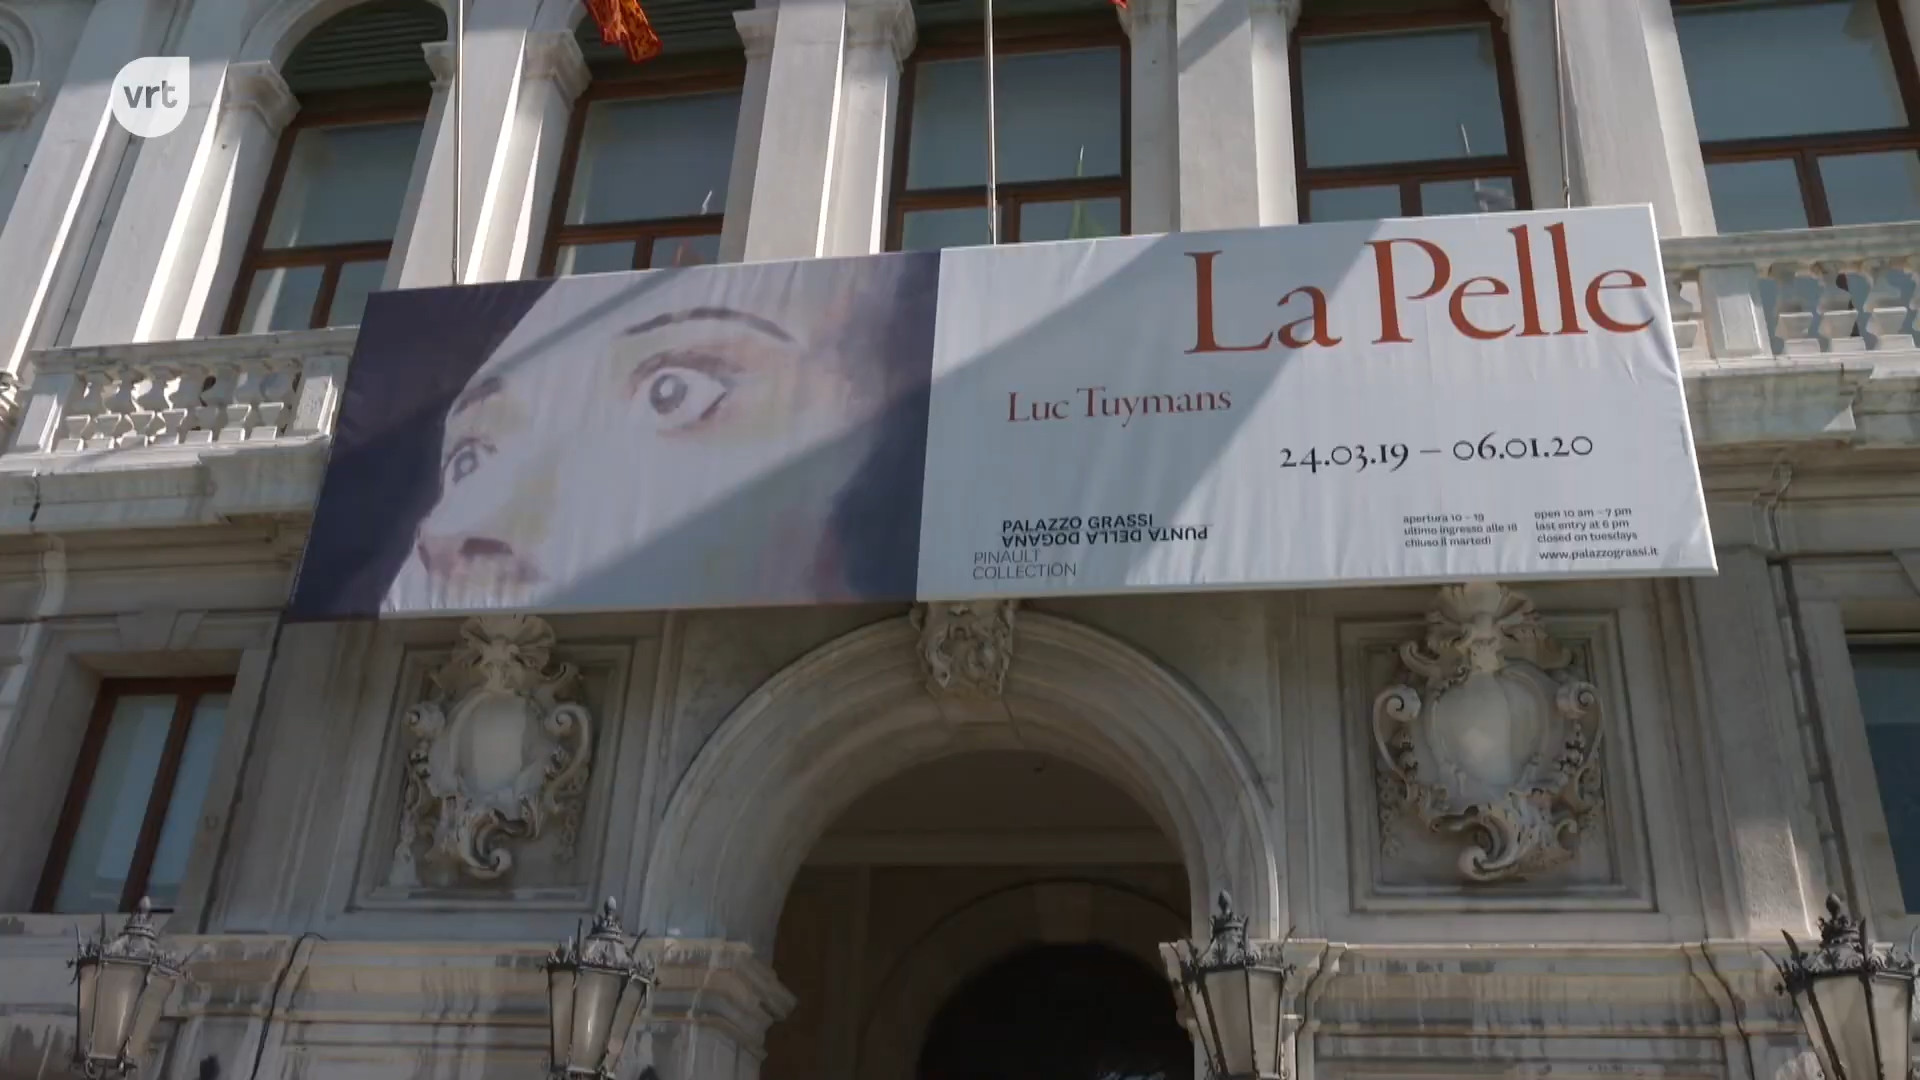 vrt
La Pelle
Luc Tuymans
24.03.19 – 06.01.20
PALAZZO GRASSI
PUNTA DELLA DOGANA
PINAULT
COLLECTION
apertura 10 - 19
ultimo ingresso alle 18
chiuso il martedì
open 10 am - 7 pm
last entry at 6 pm
closed on tuesdays
www.palazzograssi.it